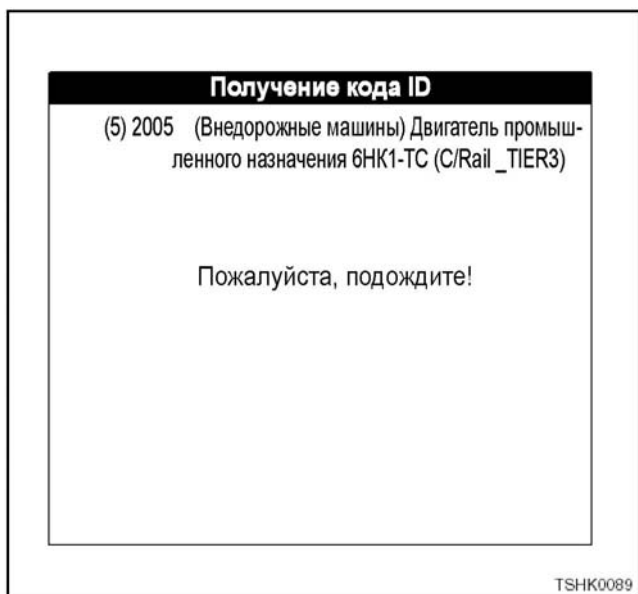 Получение кода ID
(5) 2005 (Внедорожные машины) Двигатель промыш-
ленного назначения 6HK1-TC (C/Rail _TIER3)
Пожалуйста, подождите!
TSHK0089